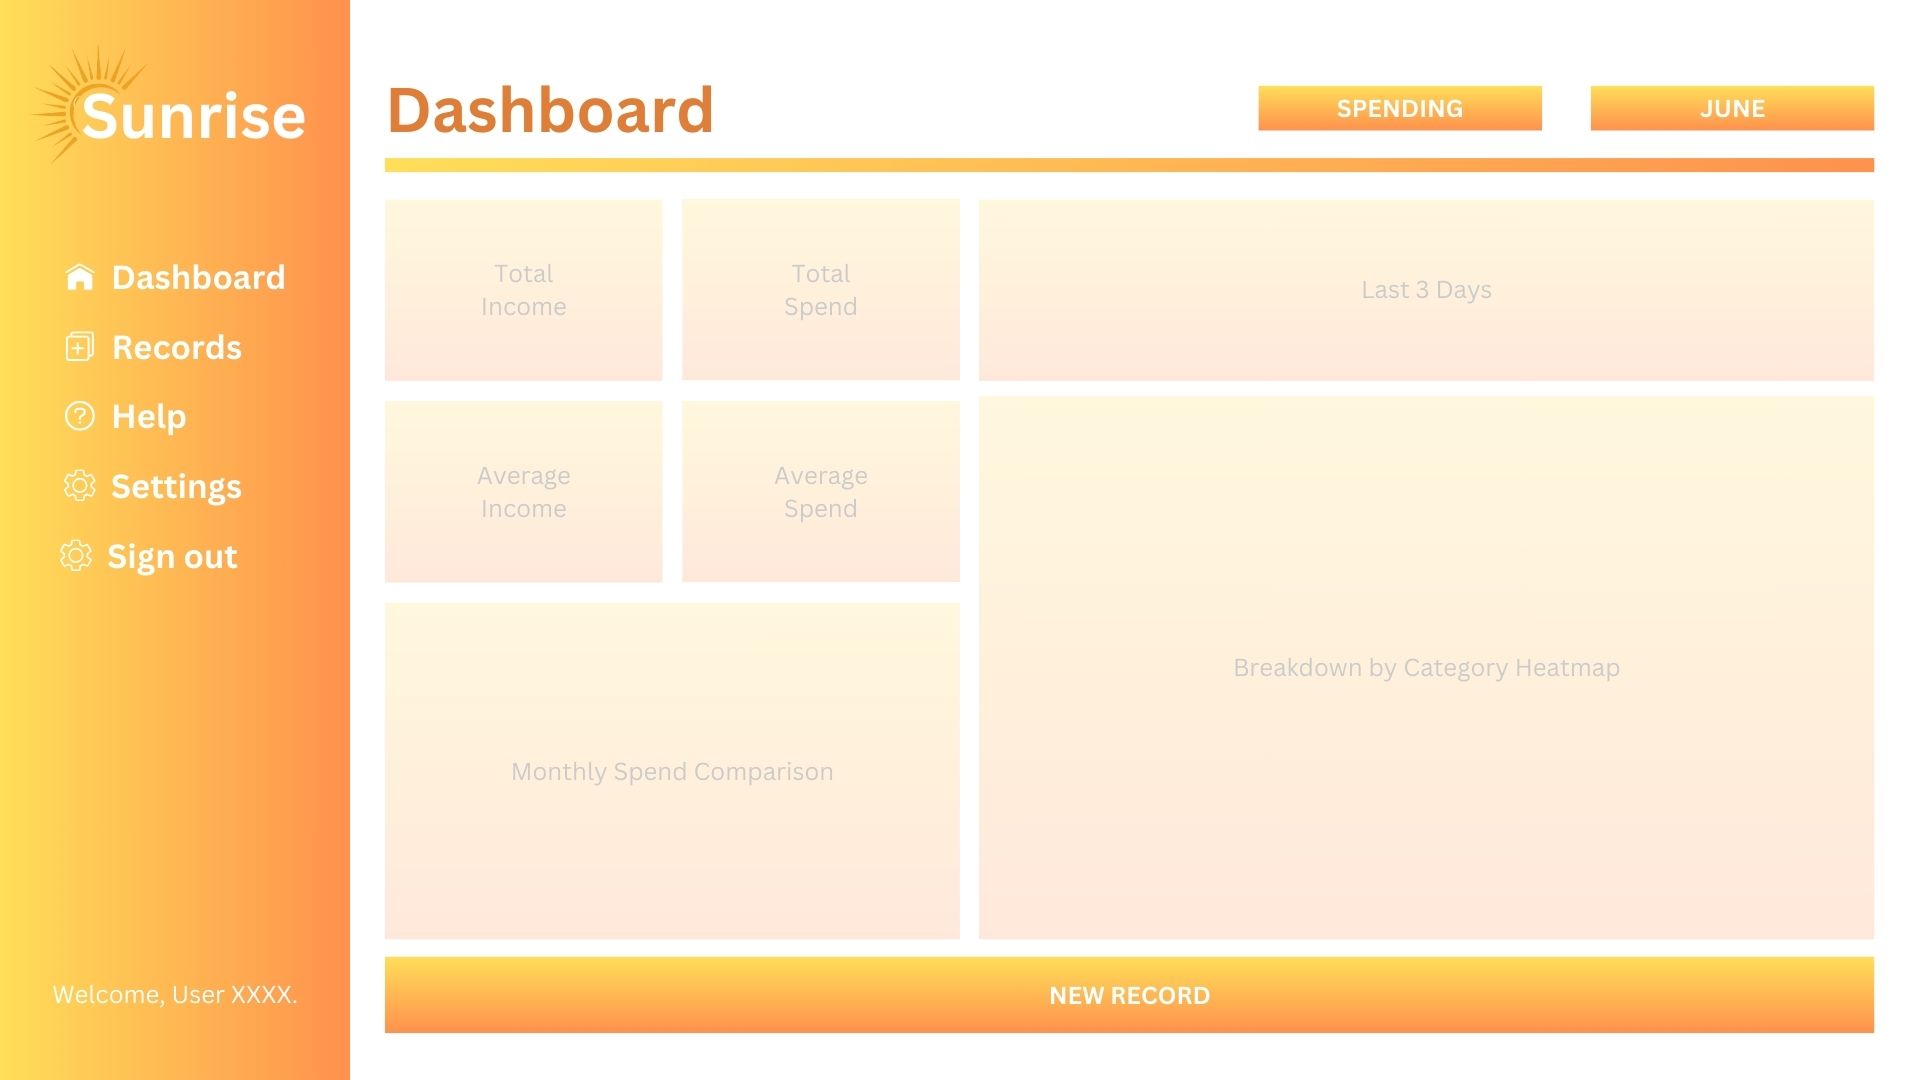 Sunrise
Dashboard
Records
Help
Settings
Sign out
Welcome, User XXXX.
Dashboard
SPENDING
JUNE
Total
Income
Total
Spend
Last 3 Days
Average
Income
Average
Spend
Breakdown by Category Heatmap
Monthly Spend Comparison
NEW RECORD